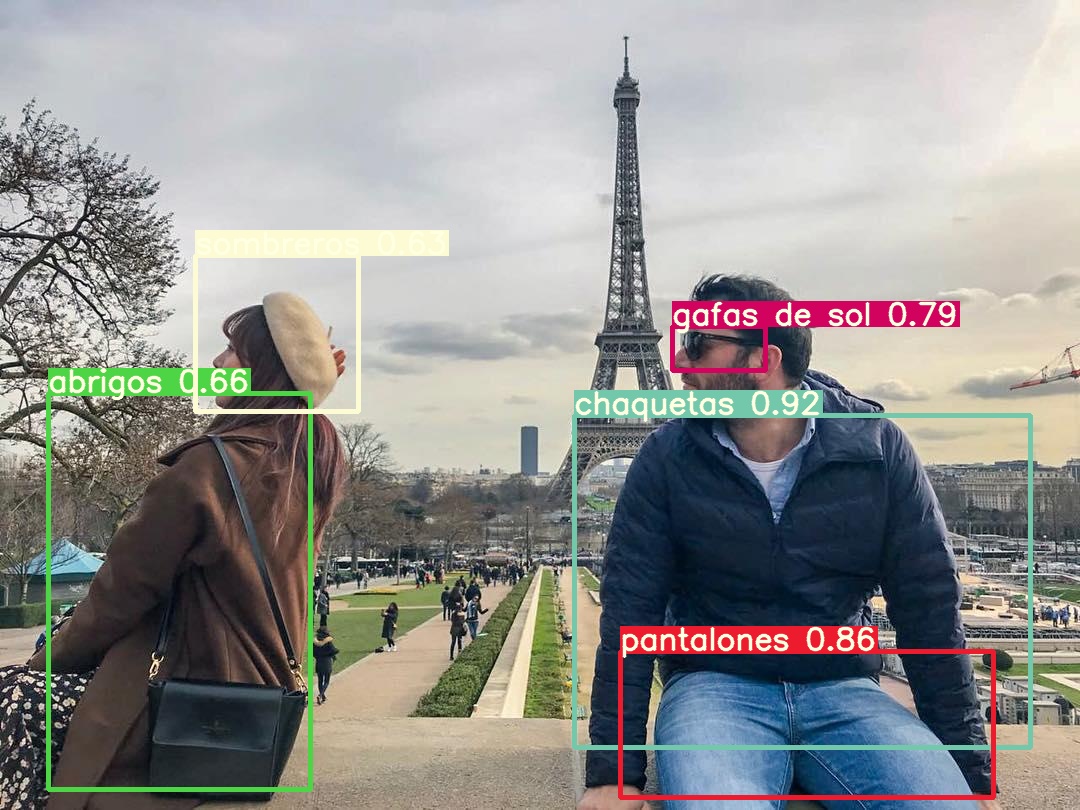 sombreros 0.63
gafas de sol 0.79
abrigos 0.66
chaquetas 0.92
pantalones 0.86